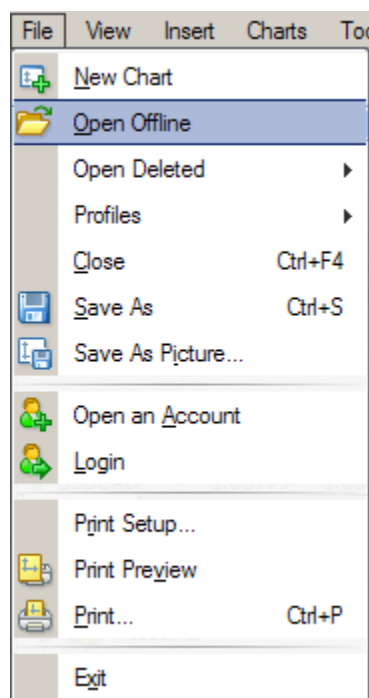 File View Insert Charts
New Chart
Open Offline
Open Deleted
Profiles
Close Ctrl+F4
Save As Ctrl+S
Save As Picture...
Open an Account
Login
Print Setup...
Print Preview
Print... Ctrl+P
Exit